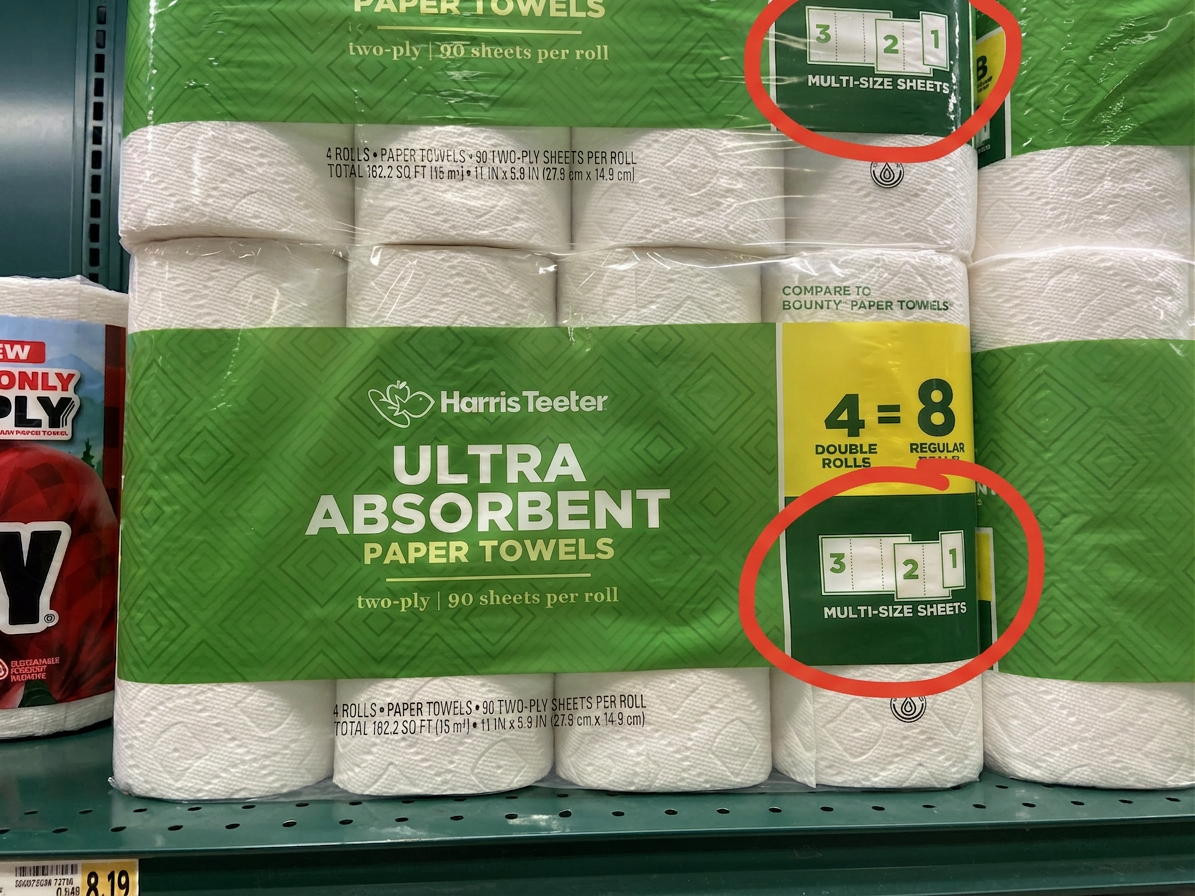 PAPER TOWELS
two-ply | 90 sheets per roll
3
2
1
MULTI-SIZE SHEETS
8
4 ROLLS • PAPER TOWELS • 90 TWO-PLY SHEETS PER ROLL
TOTAL 162.2 SQ FT (15 m²) • 11 IN x 5.9 IN (27.9 cm x 14.9 cm)
COMPARE TO
BOUNTY PAPER TOWELS
EW
ONLY
PLY
Y
Harris Teeter
ULTRA
ABSORBENT
PAPER TOWELS
two-ply | 90 sheets per roll
4 = 8
DOUBLE REGULAR
ROLLS
3
2
1
MULTI-SIZE SHEETS
4 ROLLS • PAPER TOWELS • 90 TWO-PLY SHEETS PER ROLL
TOTAL 182.2 SQ FT (15 m²) • 11 IN x 5.9 IN (27.9 cm x 14.9 cm)
8.19